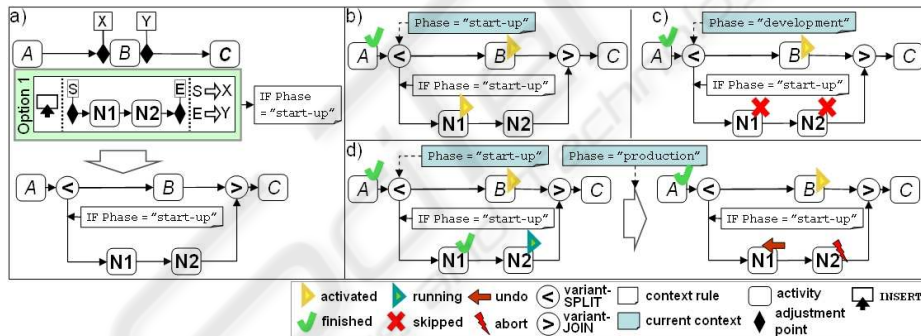 a)
X
Y
A
B
C
Option 1
S
N1
N2
E
S⇒X
E⇒Y
IF Phase
= "start-up"
A
<
B
>
C
IF Phase = "start-up"
N1
N2
b)
Phase = "start-up"
A
<
B
>
C
IF Phase = "start-up"
N1
N2
c)
Phase = "development"
A
<
B
>
C
IF Phase = "start-up"
N1
N2
d)
Phase = "start-up"
Phase = "production"
A
<
B
>
C
IF Phase = "start-up"
N1
N2
A
<
B
>
C
IF Phase = "start-up"
N1
N2
activated
running
undo
< variant-SPLIT
context rule
activity
INSERT
finished
skipped
abort
> variant-JOIN
current context
adjustment point